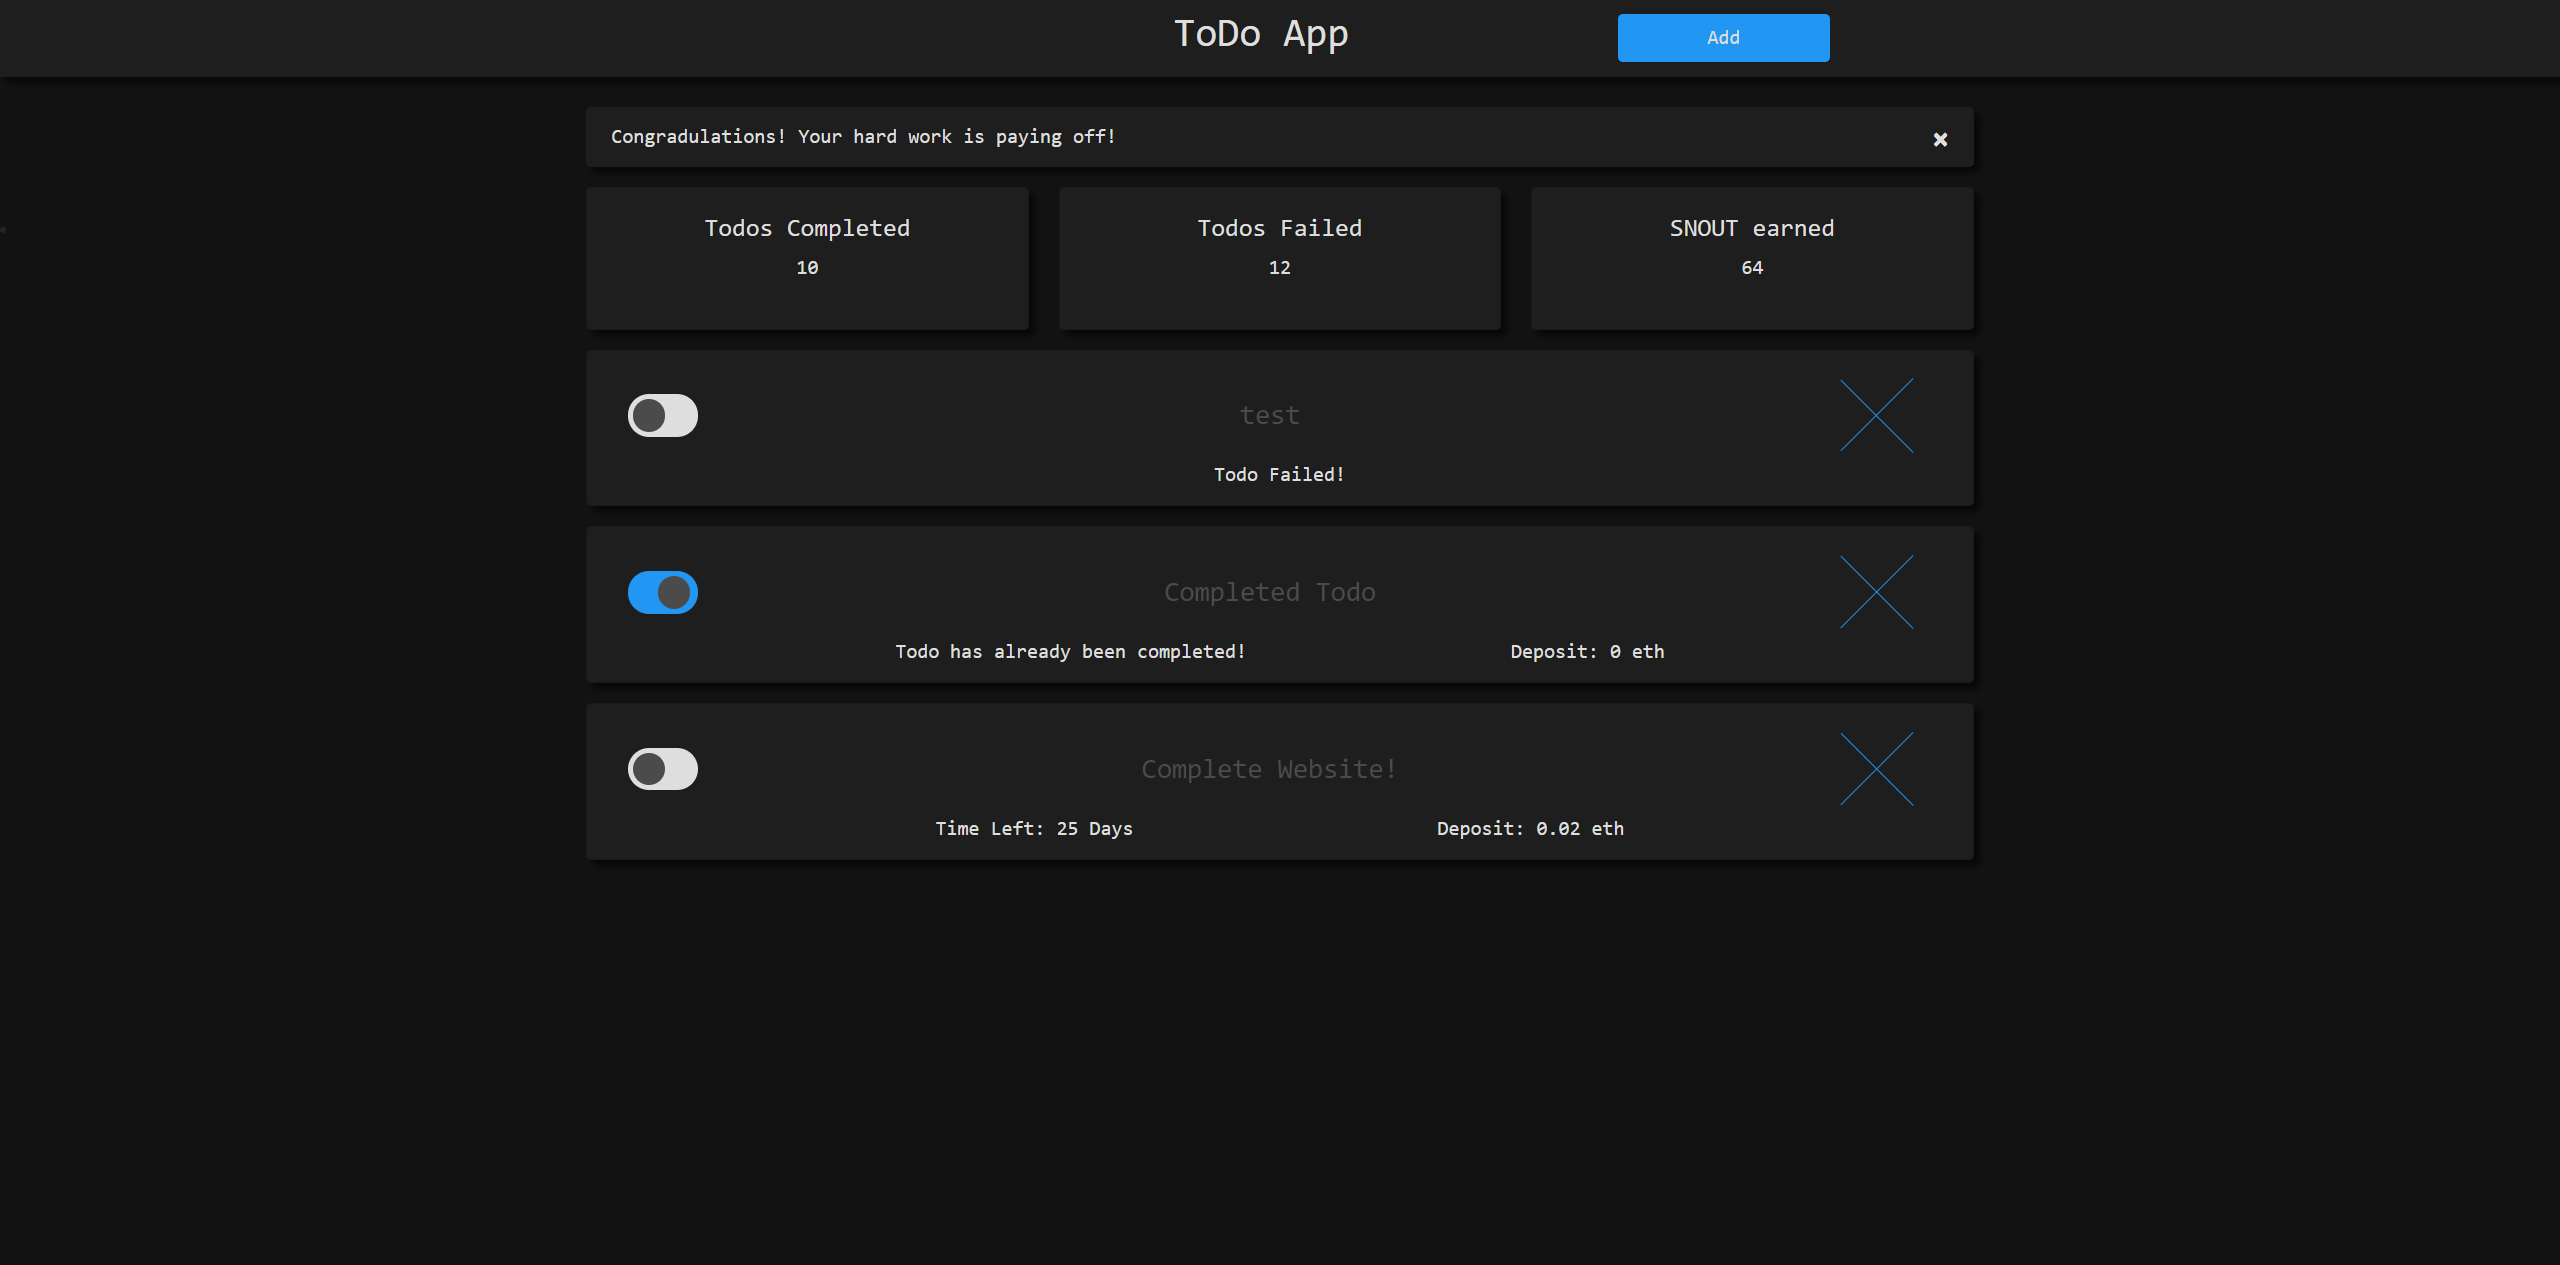 ToDo App
Add
Congradulations! Your hard work is paying off!
Todos Completed
10
Todos Failed
12
SNOUT earned
64
test
Todo Failed!
Completed Todo
Todo has already been completed!
Deposit: 0 eth
Complete Website!
Time Left: 25 Days
Deposit: 0.02 eth